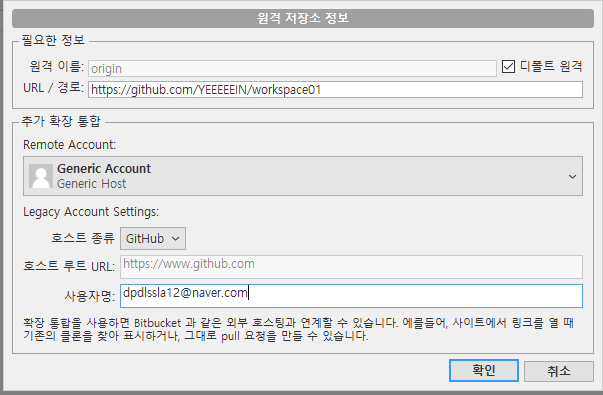 원격 저장소 정보
필요한 정보
원격 이름: origin 디폴트 원격
URL / 경로: https://github.com/YEEEEEIN/workspace01
추가 확장 통합
Remote Account:
Generic Account
Generic Host
Legacy Account Settings:
호스트 종류 GitHub
호스트 루트 URL: https://www.github.com
사용자명: dpdlssla12@naver.com
확장 통합을 사용하면 Bitbucket 과 같은 외부 호스팅과 연계할 수 있습니다. 예를들어, 사이트에서 링크를 열 때
기존의 클론을 찾아 표시하거나, 그대로 pull 요청을 만들 수 있습니다.
확인 취소